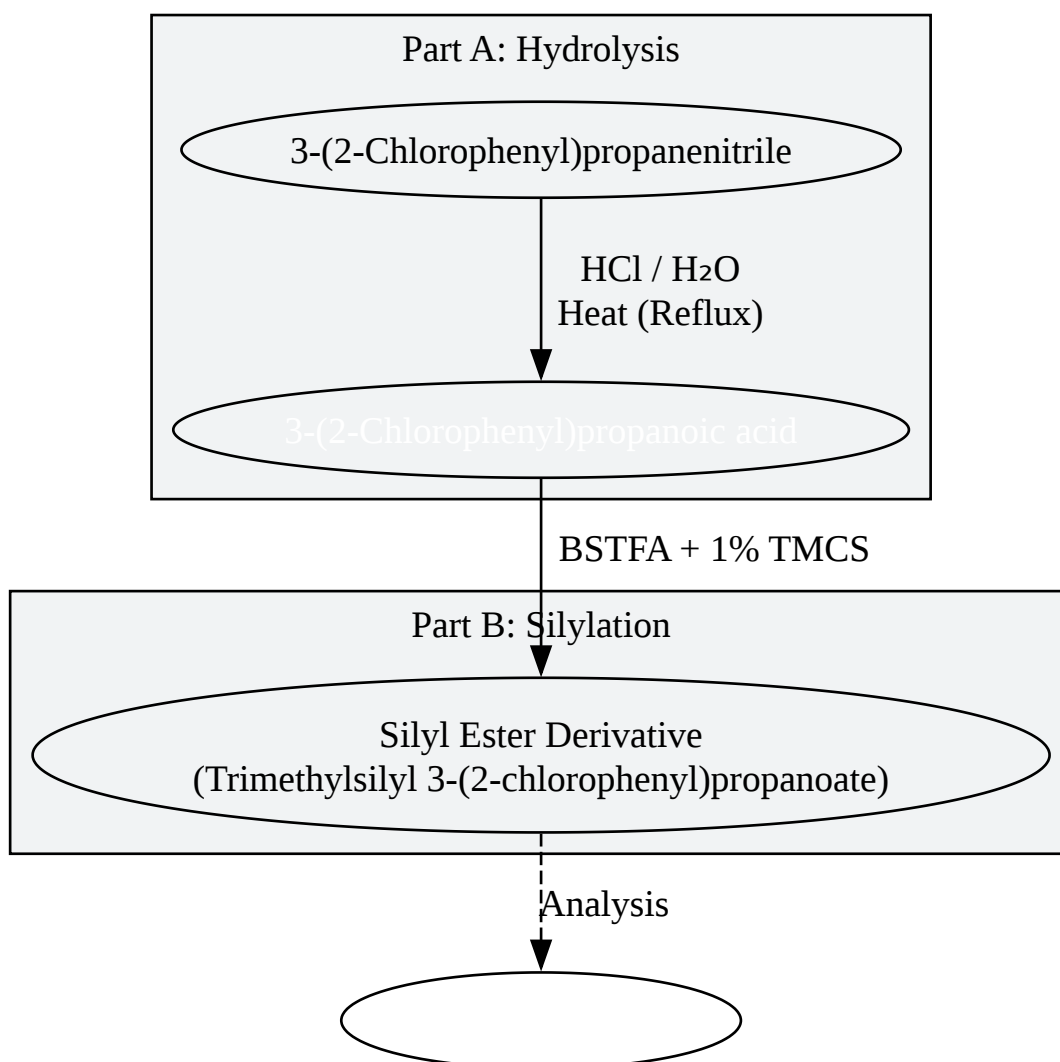 Part A: Hydrolysis
3-(2-Chlorophenyl)propanenitrile
HCl / H₂O
Heat (Reflux)
3-(2-Chlorophenyl)propanoic acid
BSTFA + 1% TMCS
Part B: Silylation
Silyl Ester Derivative
(Trimethylsilyl 3-(2-chlorophenyl)propanoate)
Analysis